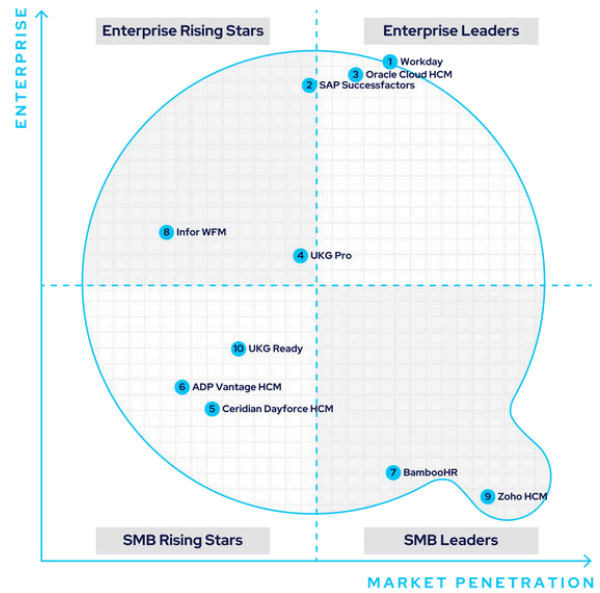 ENTERPRISE
Enterprise Rising Stars
Enterprise Leaders
1 Workday
3 Oracle Cloud HCM
2 SAP Successfactors
8 Infor WFM
4 UKG Pro
10 UKG Ready
6 ADP Vantage HCM
5 Ceridian Dayforce HCM
7 BambooHR
9 Zoho HCM
SMB Rising Stars
SMB Leaders
MARKET PENETRATION